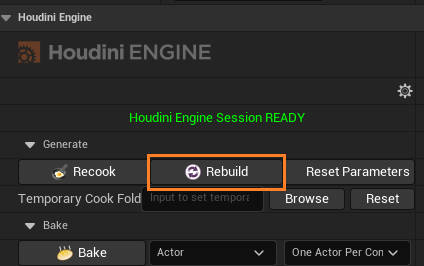 Houdini Engine
Houdini ENGINE
Houdini Engine Session READY
Generate
Recook Rebuild Reset Parameters
Temporary Cook Fold Input to set tempora Browse Reset
Bake
Bake Actor One Actor Per Con